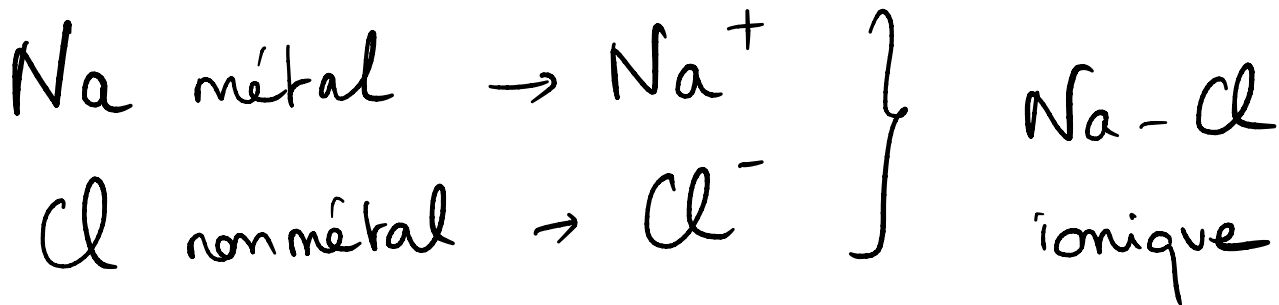 Na métal → Na⁺ } Na - Cl
Cl nonmétal → Cl⁻ ionique